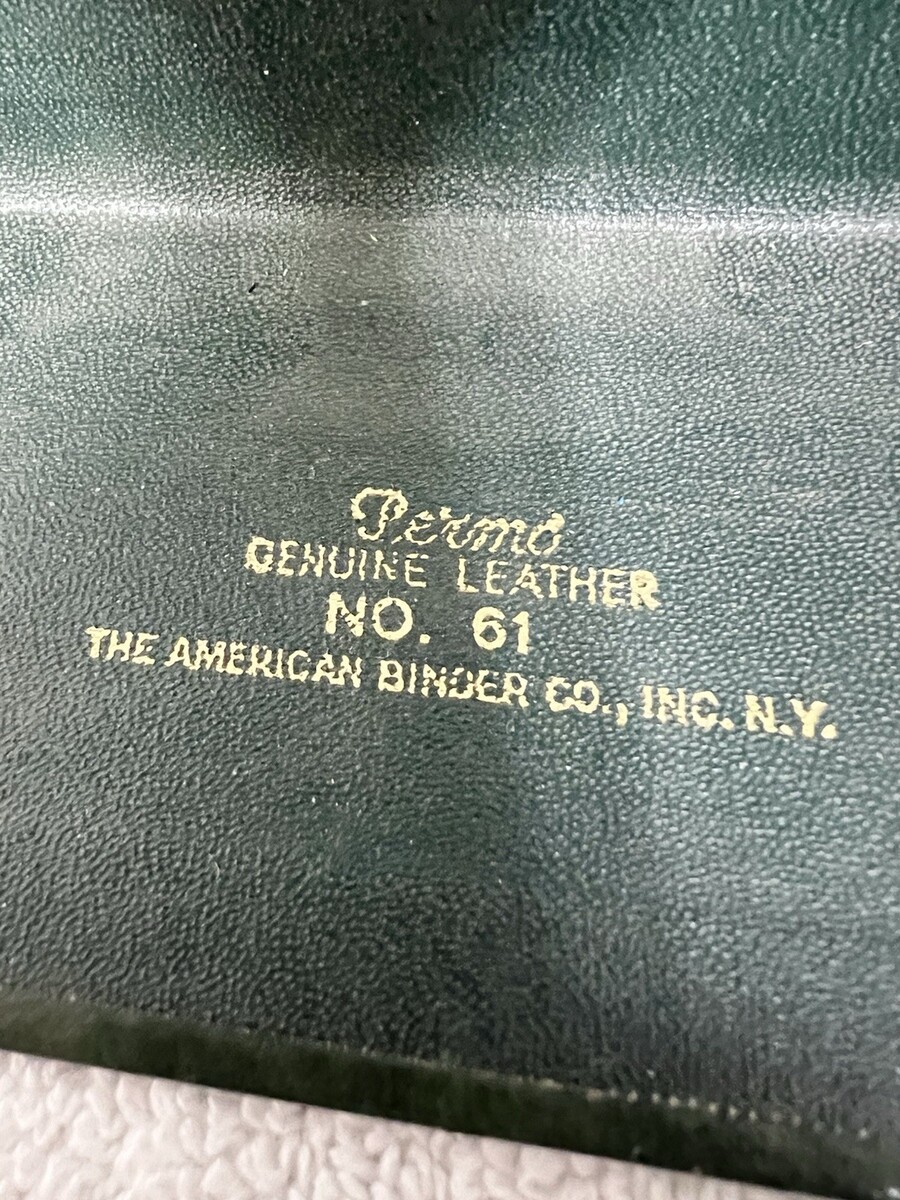 Permo
GENUINE LEATHER
NO. 61
THE AMERICAN BINDER CO., INC. N.Y.